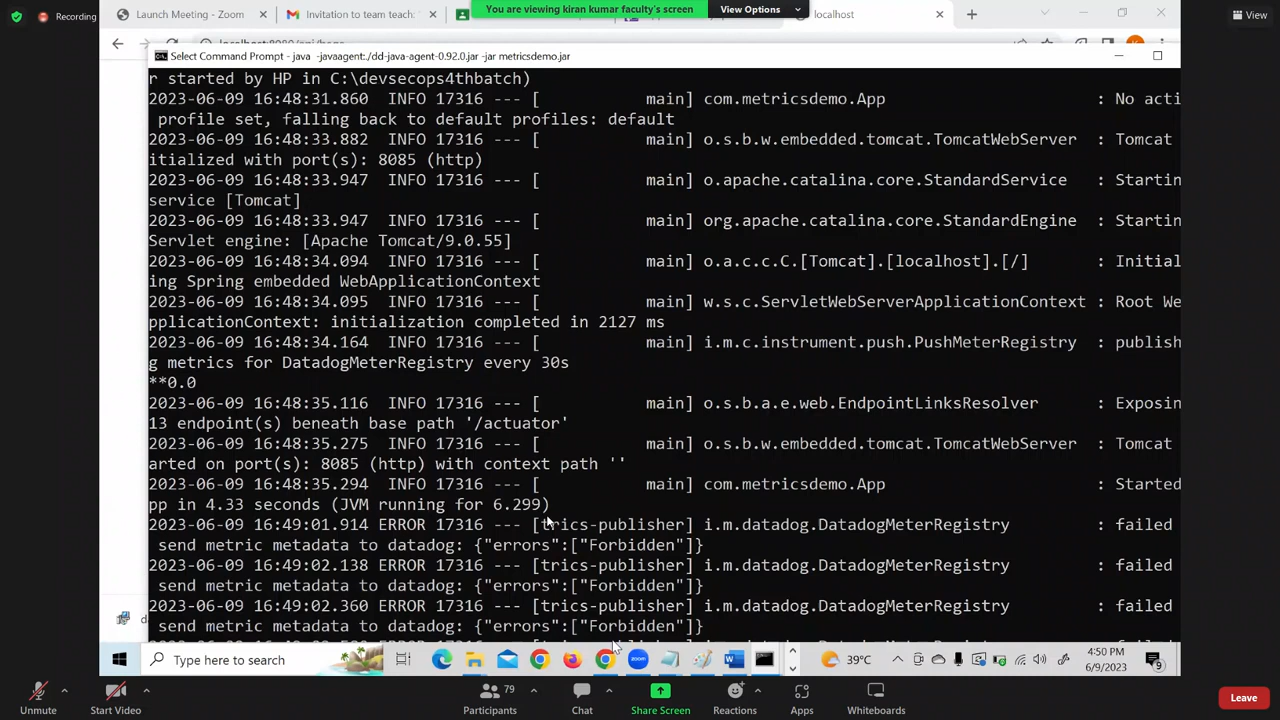 Recording
You are viewing kiran kumar faculty's screen
View Options
View
Launch Meeting - Zoom
Invitation to team teach:
localhost
Select Command Prompt - java -javaagent:./dd-java-agent-0.92.0.jar -jar metricsdemo.jar
r started by HP in C:\devsecops4thbatch)
2023-06-09 16:48:31.860  INFO 17316 --- [           main] com.metricsdemo.App                      : No acti
 profile set, falling back to default profiles: default
2023-06-09 16:48:33.882  INFO 17316 --- [           main] o.s.b.w.embedded.tomcat.TomcatWebServer  : Tomcat
itialized with port(s): 8085 (http)
2023-06-09 16:48:33.947  INFO 17316 --- [           main] o.apache.catalina.core.StandardService   : Startin
service [Tomcat]
2023-06-09 16:48:33.947  INFO 17316 --- [           main] org.apache.catalina.core.StandardEngine  : Startin
Servlet engine: [Apache Tomcat/9.0.55]
2023-06-09 16:48:34.094  INFO 17316 --- [           main] o.a.c.c.C.[Tomcat].[localhost].[/]       : Initial
ing Spring embedded WebApplicationContext
2023-06-09 16:48:34.095  INFO 17316 --- [           main] w.s.c.ServletWebServerApplicationContext : Root We
pplicationContext: initialization completed in 2127 ms
2023-06-09 16:48:34.164  INFO 17316 --- [           main] i.m.c.instrument.push.PushMeterRegistry  : publish
g metrics for DatadogMeterRegistry every 30s
**0.0
2023-06-09 16:48:35.116  INFO 17316 --- [           main] o.s.b.a.e.web.EndpointLinksResolver      : Exposin
13 endpoint(s) beneath base path '/actuator'
2023-06-09 16:48:35.275  INFO 17316 --- [           main] o.s.b.w.embedded.tomcat.TomcatWebServer  : Tomcat
arted on port(s): 8085 (http) with context path ''
2023-06-09 16:48:35.294  INFO 17316 --- [           main] com.metricsdemo.App                      : Started
pp in 4.33 seconds (JVM running for 6.299)
2023-06-09 16:49:01.914 ERROR 17316 --- [trics-publisher] i.m.datadog.DatadogMeterRegistry         : failed
 send metric metadata to datadog: {"errors":["Forbidden"]}
2023-06-09 16:49:02.138 ERROR 17316 --- [trics-publisher] i.m.datadog.DatadogMeterRegistry         : failed
 send metric metadata to datadog: {"errors":["Forbidden"]}
2023-06-09 16:49:02.360 ERROR 17316 --- [trics-publisher] i.m.datadog.DatadogMeterRegistry         : failed
 send metric metadata to datadog: {"errors":["Forbidden"]}
Type here to search
39°C
4:50 PM
6/9/2023
9
Unmute
Start Video
79
Participants
Chat
Share Screen
Reactions
Apps
Whiteboards
Leave